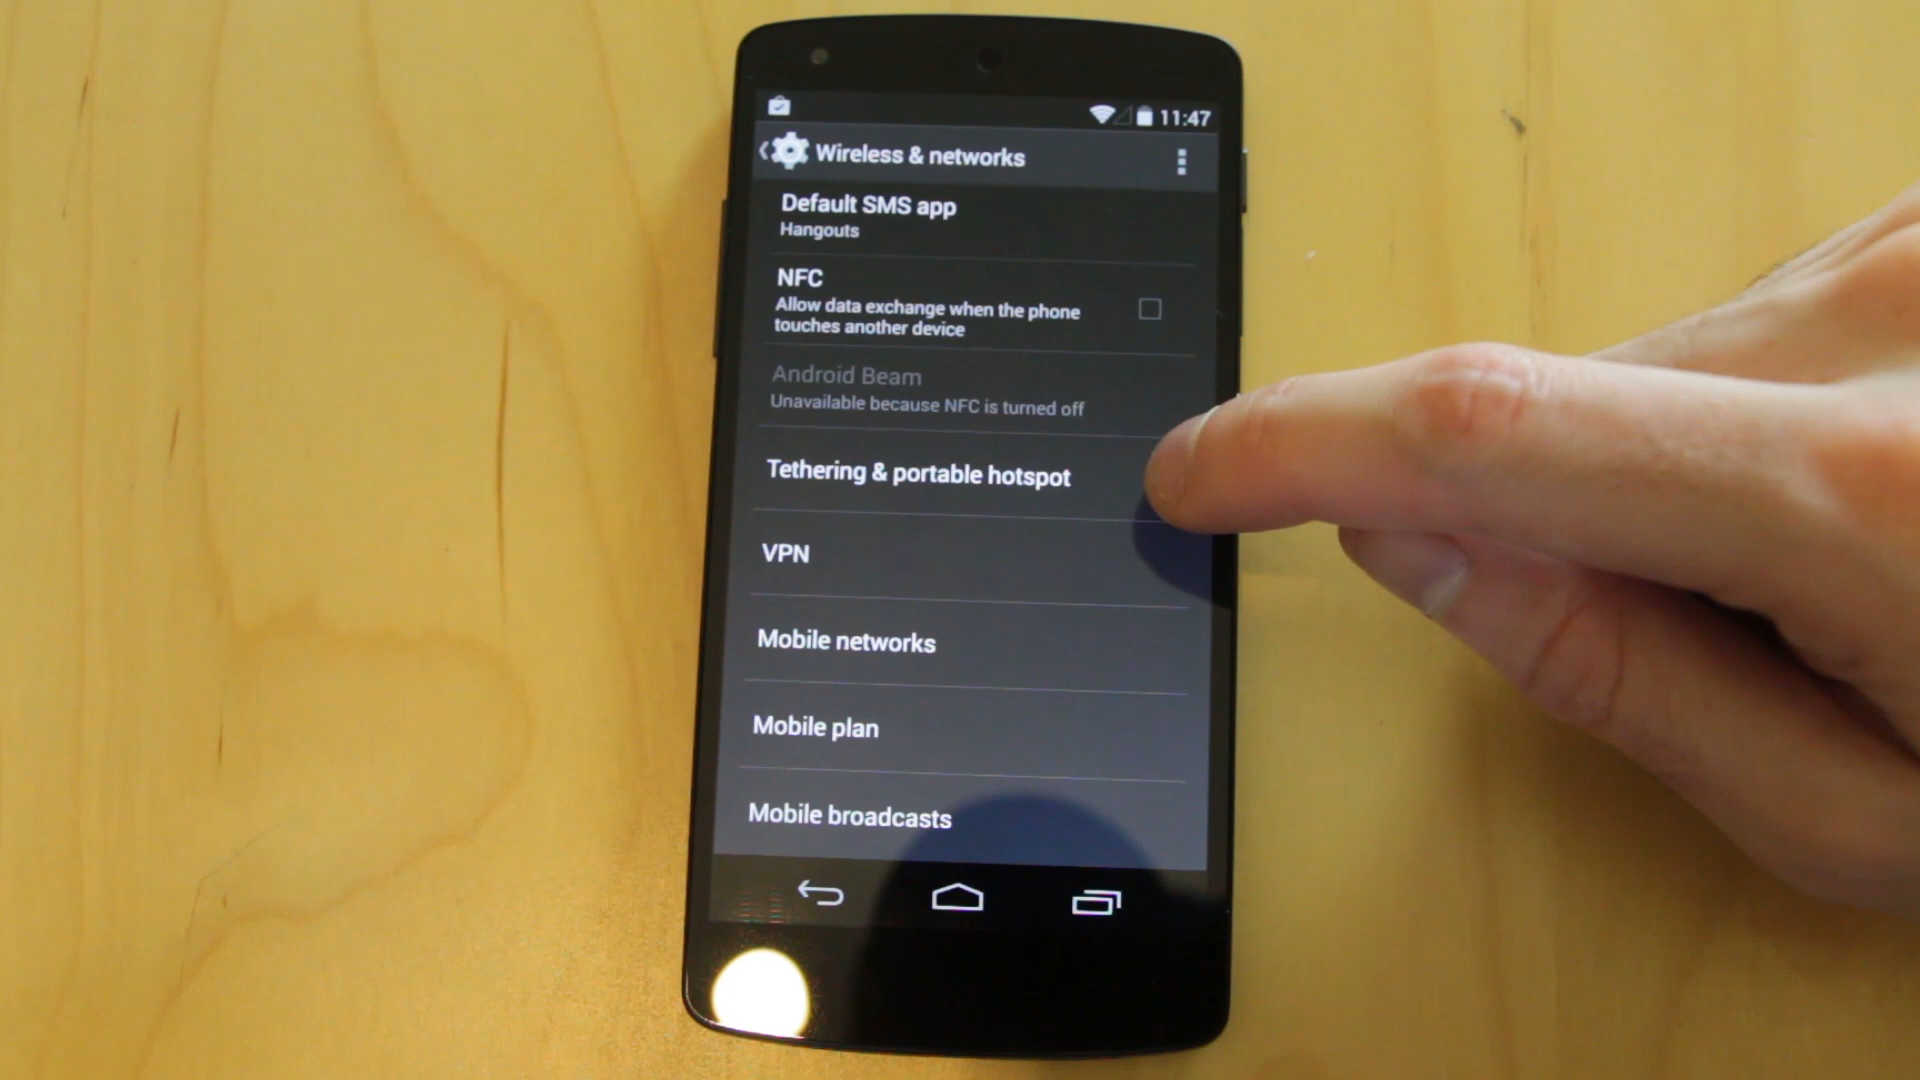 11:47
Wireless & networks
Default SMS app
Hangouts
NFC
Allow data exchange when the phone
touches another device
Android Beam
Unavailable because NFC is turned off
Tethering & portable hotspot
VPN
Mobile networks
Mobile plan
Mobile broadcasts